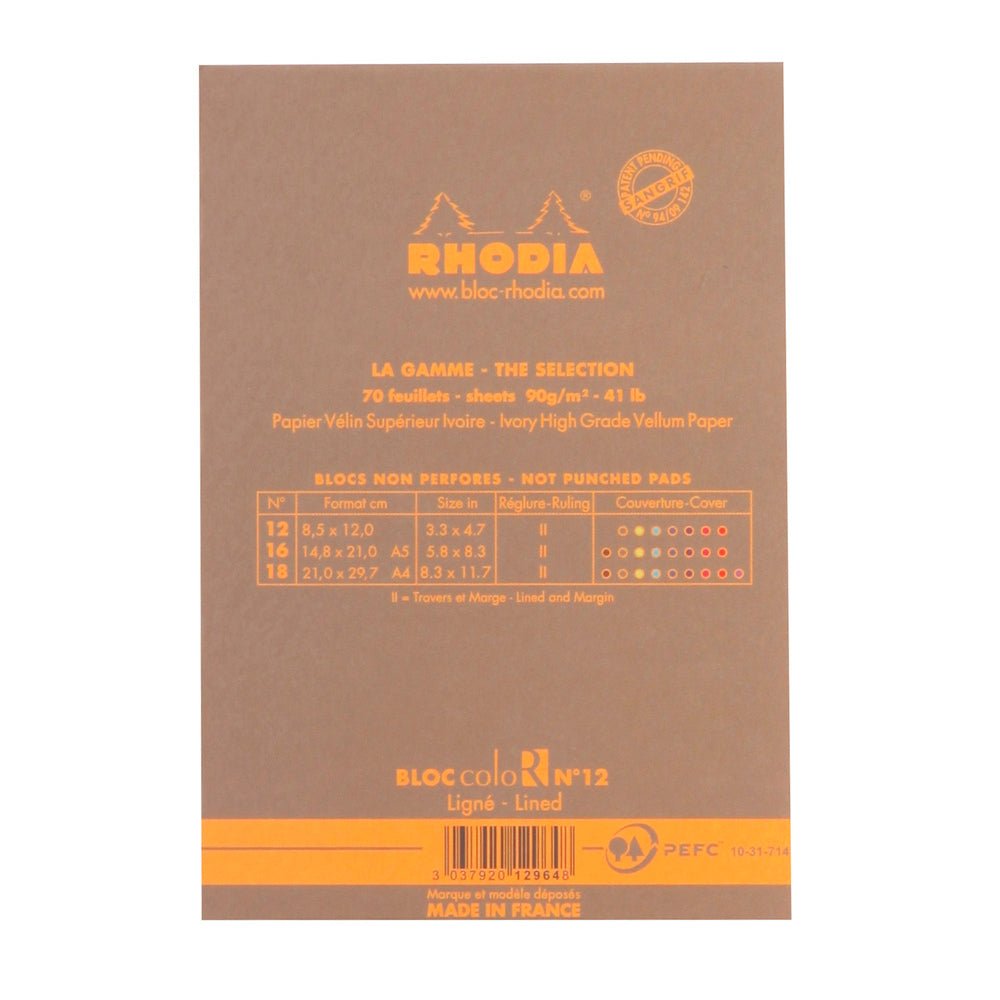 PATENT PENDING
SANGRIF
N° 94/09 142
®
RHODIA
www.bloc-rhodia.com
LA GAMME - THE SELECTION
70 feuillets - sheets 90g/m² - 41 lb
Papier Vélin Supérieur Ivoire - Ivory High Grade Vellum Paper
BLOCS NON PERFORES - NOT PUNCHED PADS
N° Format cm Size in Réglure-Ruling Couverture-Cover
12 8,5 x 12,0 3.3 x 4.7 II
16 14,8 x 21,0 A5 5.8 x 8.3 II
18 21,0 x 29,7 A4 8.3 x 11.7 II
II = Travers et Marge - Lined and Margin
BLOC coloR N°12
Ligné - Lined
3 037920 129648
PEFC™ 10-31-714
Marque et modèle déposés
MADE IN FRANCE